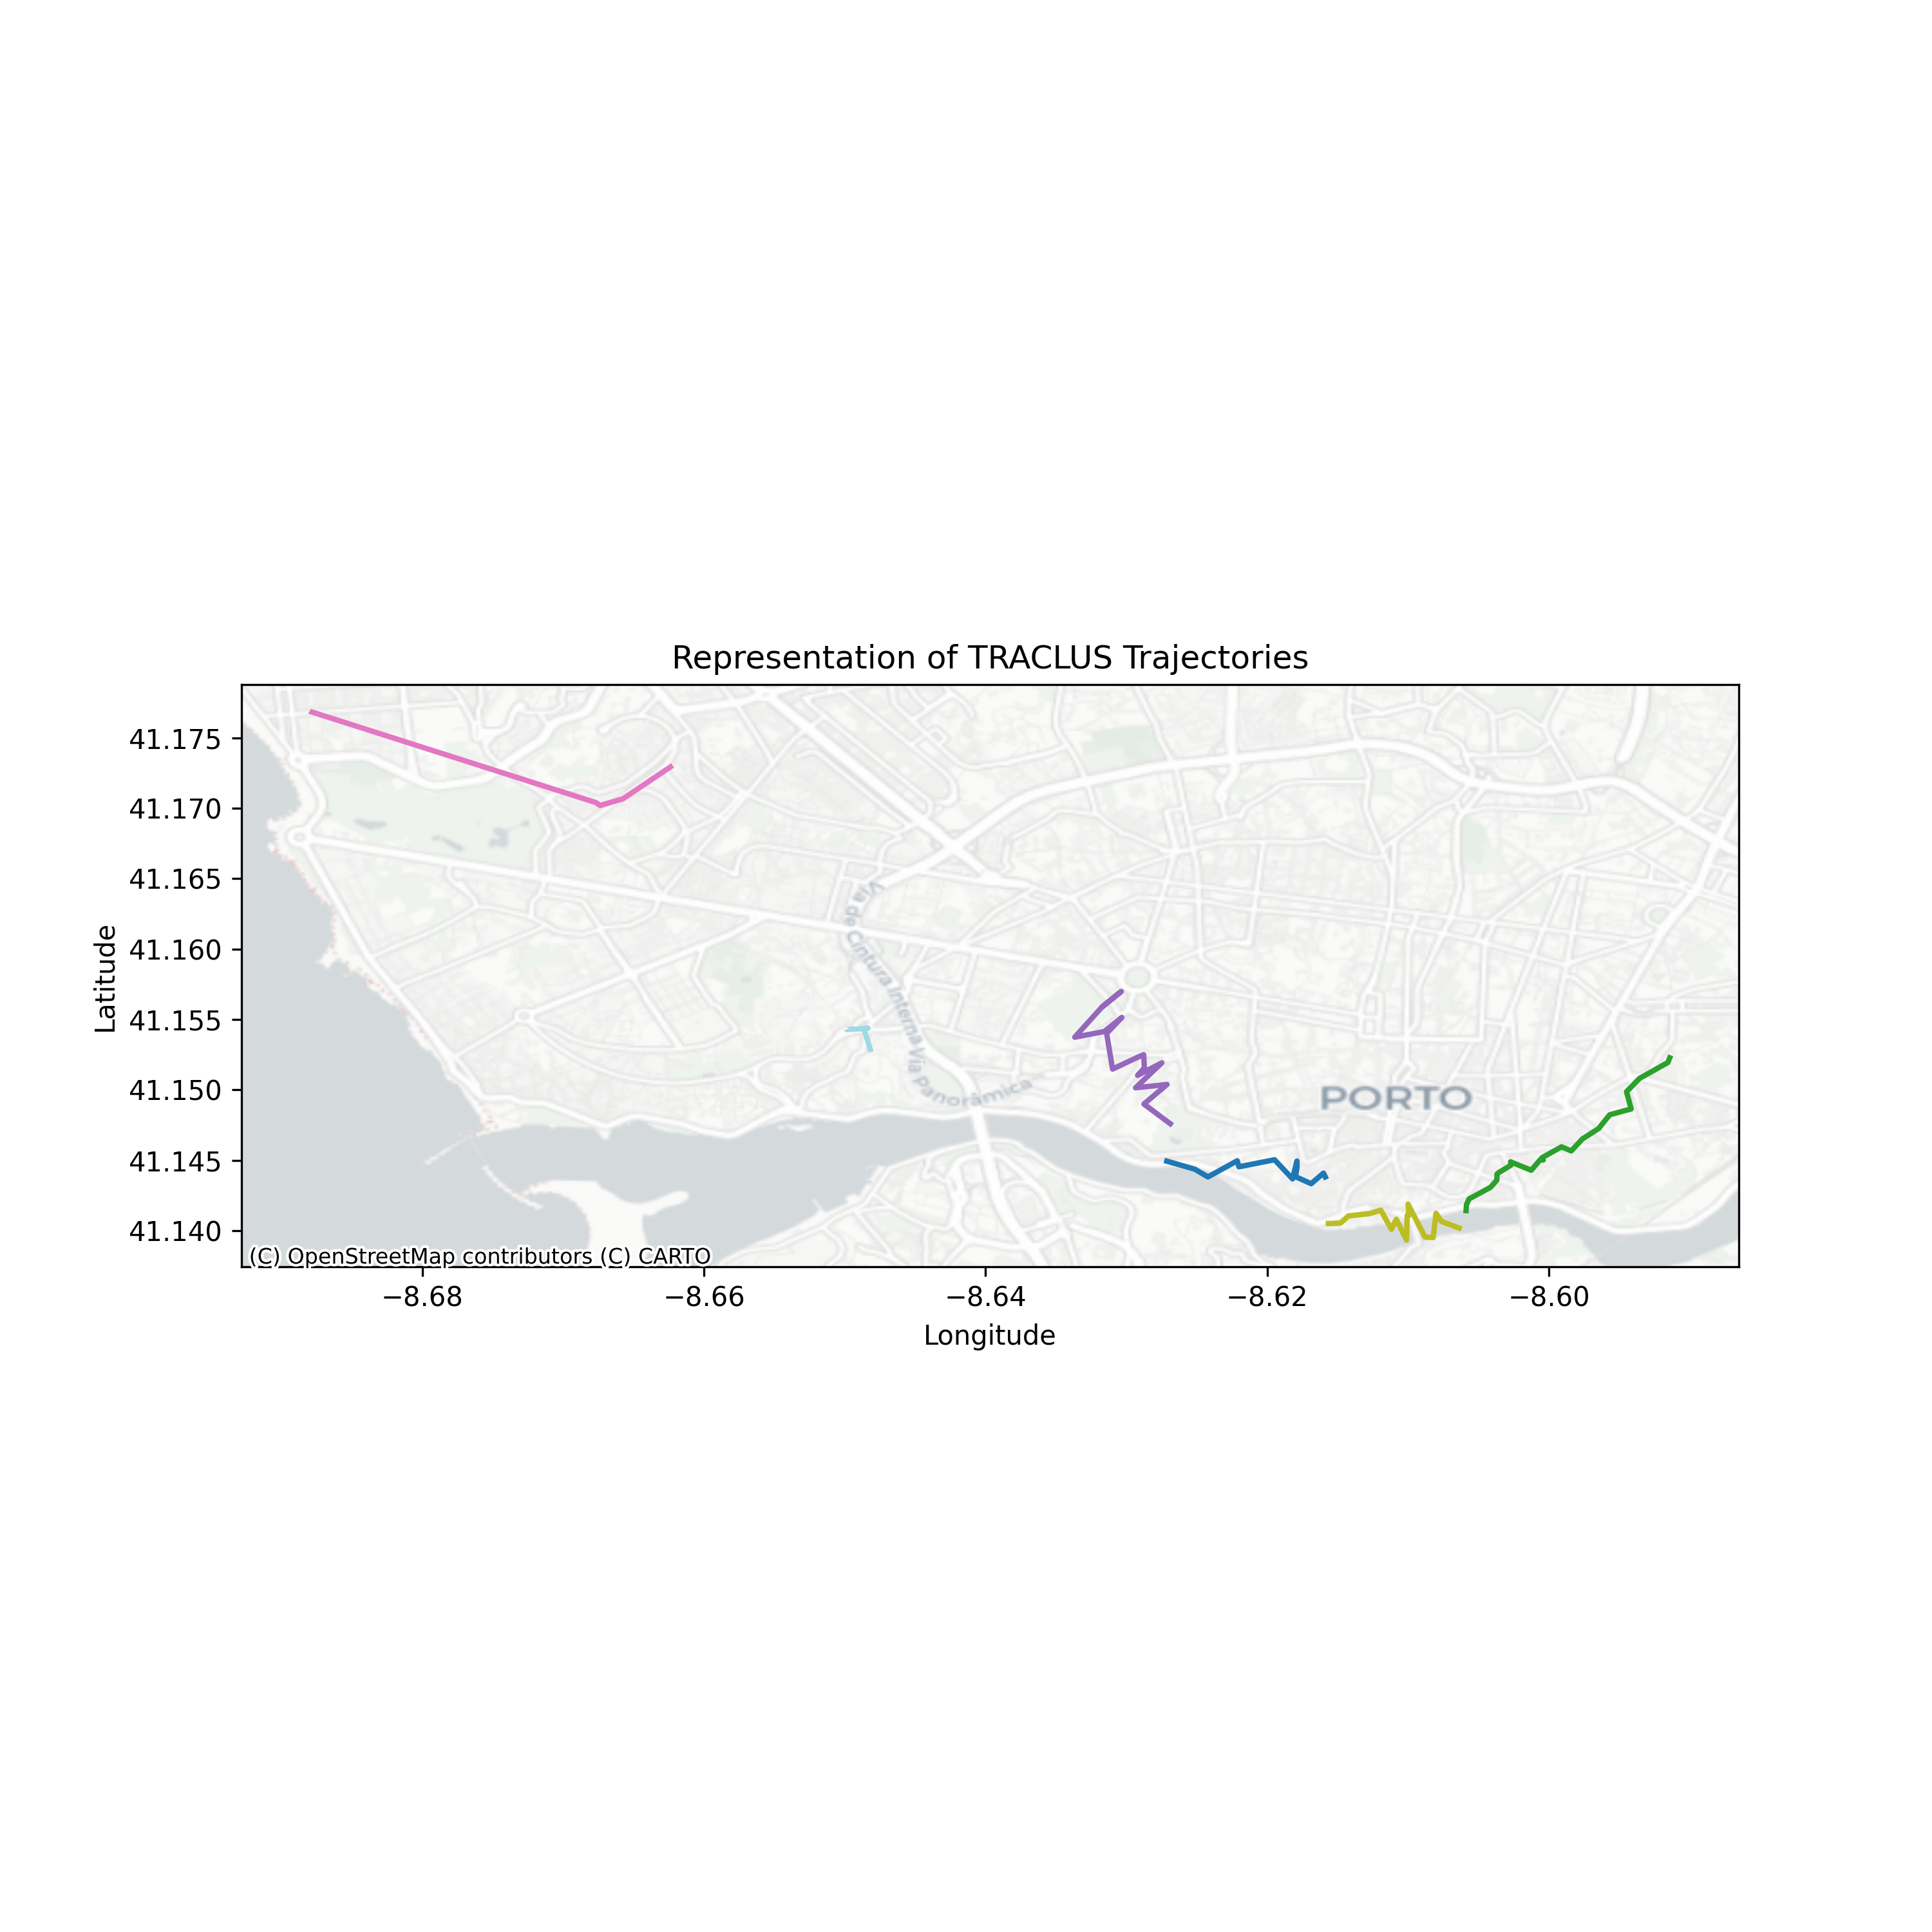 Representation of TRACLUS Trajectories
Latitude
41.175
41.170
41.165
41.160
41.155
41.150
41.145
41.140
Via de Cintura Interna
Via Panorâmica
PORTO
(C) OpenStreetMap contributors (C) CARTO
−8.68
−8.66
−8.64
−8.62
−8.60
Longitude